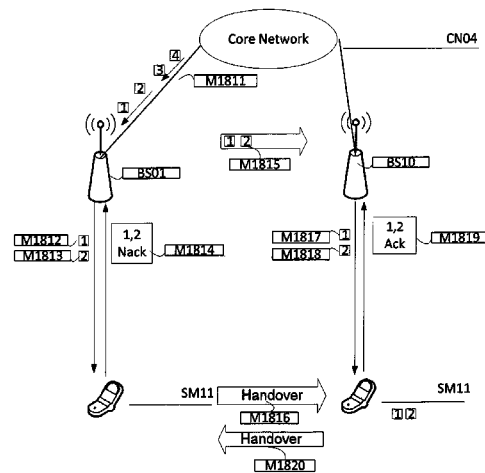 Core Network
CN04
4
3
M1811
2
1
1 2
M1815
BS01
BS10
M1812 1
M1813 2
1,2
Nack
M1814
M1817 1
M1818 2
1,2
Ack
M1819
SM11
Handover
M1816
SM11
1 2
Handover
M1820